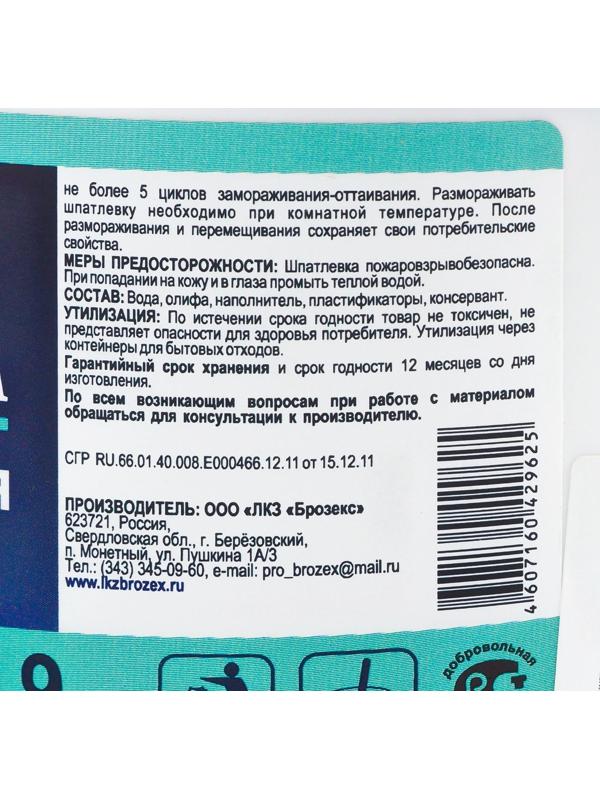 не более 5 циклов замораживания-оттаивания. Размораживать
шпатлевку необходимо при комнатной температуре. После
размораживания и перемешивания сохраняет свои потребительские
свойства.
МЕРЫ ПРЕДОСТОРОЖНОСТИ: Шпатлевка пожаровзрывобезопасна.
При попадании на кожу и в глаза промыть теплой водой.
СОСТАВ: Вода, олифа, наполнитель, пластификаторы, консервант.
УТИЛИЗАЦИЯ: По истечении срока годности товар не токсичен, не
представляет опасности для здоровья потребителя. Утилизация через
контейнеры для бытовых отходов.
Гарантийный срок хранения и срок годности 12 месяцев со дня
изготовления.
По всем возникающим вопросам при работе с материалом
обращаться для консультации к производителю.
СГР RU.66.01.40.008.Е000466.12.11 от 15.12.11
ПРОИЗВОДИТЕЛЬ: ООО «ЛКЗ «Брозекс»
623721, Россия,
Свердловская обл., г. Берёзовский,
п. Монетный, ул. Пушкина 1А/3
Тел.: (343) 345-09-60, e-mail: pro_brozex@mail.ru
www.lkzbrozex.ru
4 607160 429625
А
Я
9
добровольная